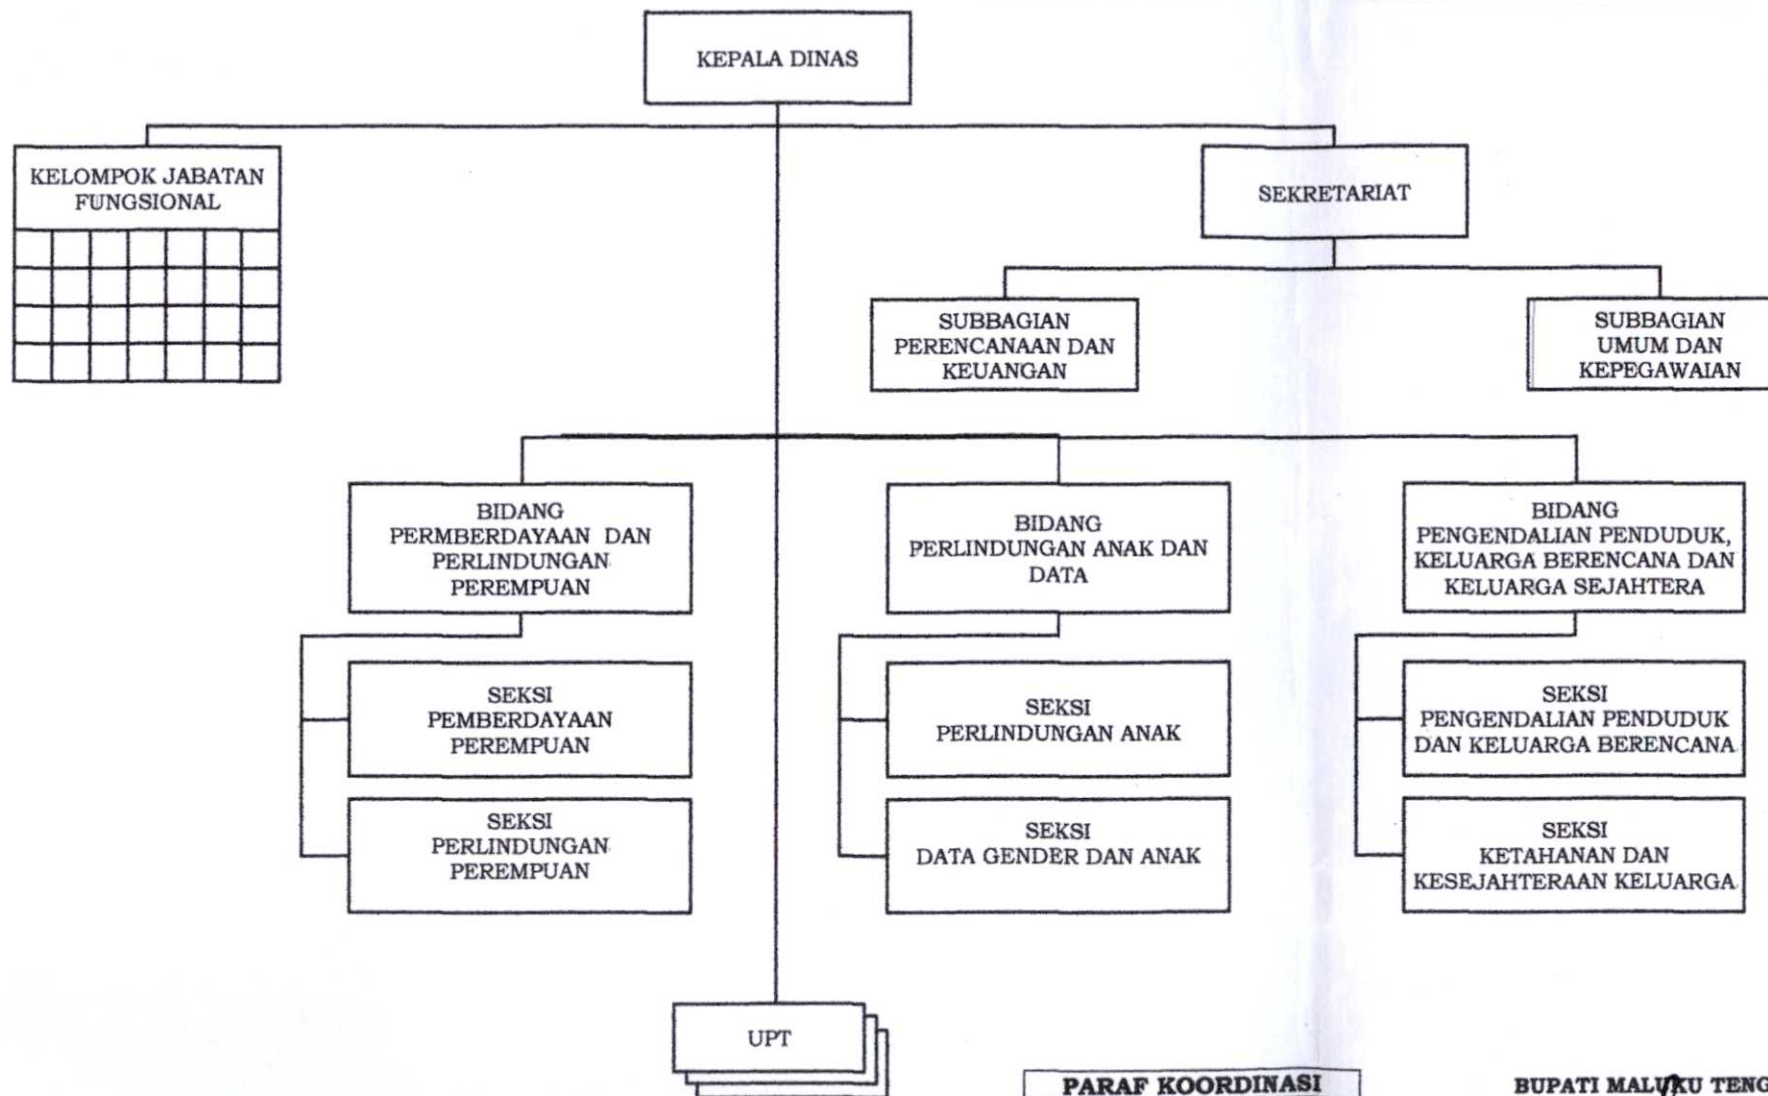 KEPALA DINAS
KELOMPOK JABATAN
FUNGSIONAL
SEKRETARIAT
SUBBAGIAN
PERENCANAAN DAN
KEUANGAN
SUBBAGIAN
UMUM DAN
KEPEGAWAIAN
BIDANG
PERMBERDAYAAN DAN
PERLINDUNGAN
PEREMPUAN
BIDANG
PERLINDUNGAN ANAK DAN
DATA
BIDANG
PENGENDALIAN PENDUDUK,
KELUARGA BERENCANA DAN
KELUARGA SEJAHTERA
SEKSI
PEMBERDAYAAN
PEREMPUAN
SEKSI
PERLINDUNGAN ANAK
SEKSI
PENGENDALIAN PENDUDUK
DAN KELUARGA BERENCANA
SEKSI
PERLINDUNGAN
PEREMPUAN
SEKSI
DATA GENDER DAN ANAK
SEKSI
KETAHANAN DAN
KESEJAHTERAAN KELUARGA
UPT
PARAF KOORDINASI
BUPATI MALUKU TENG